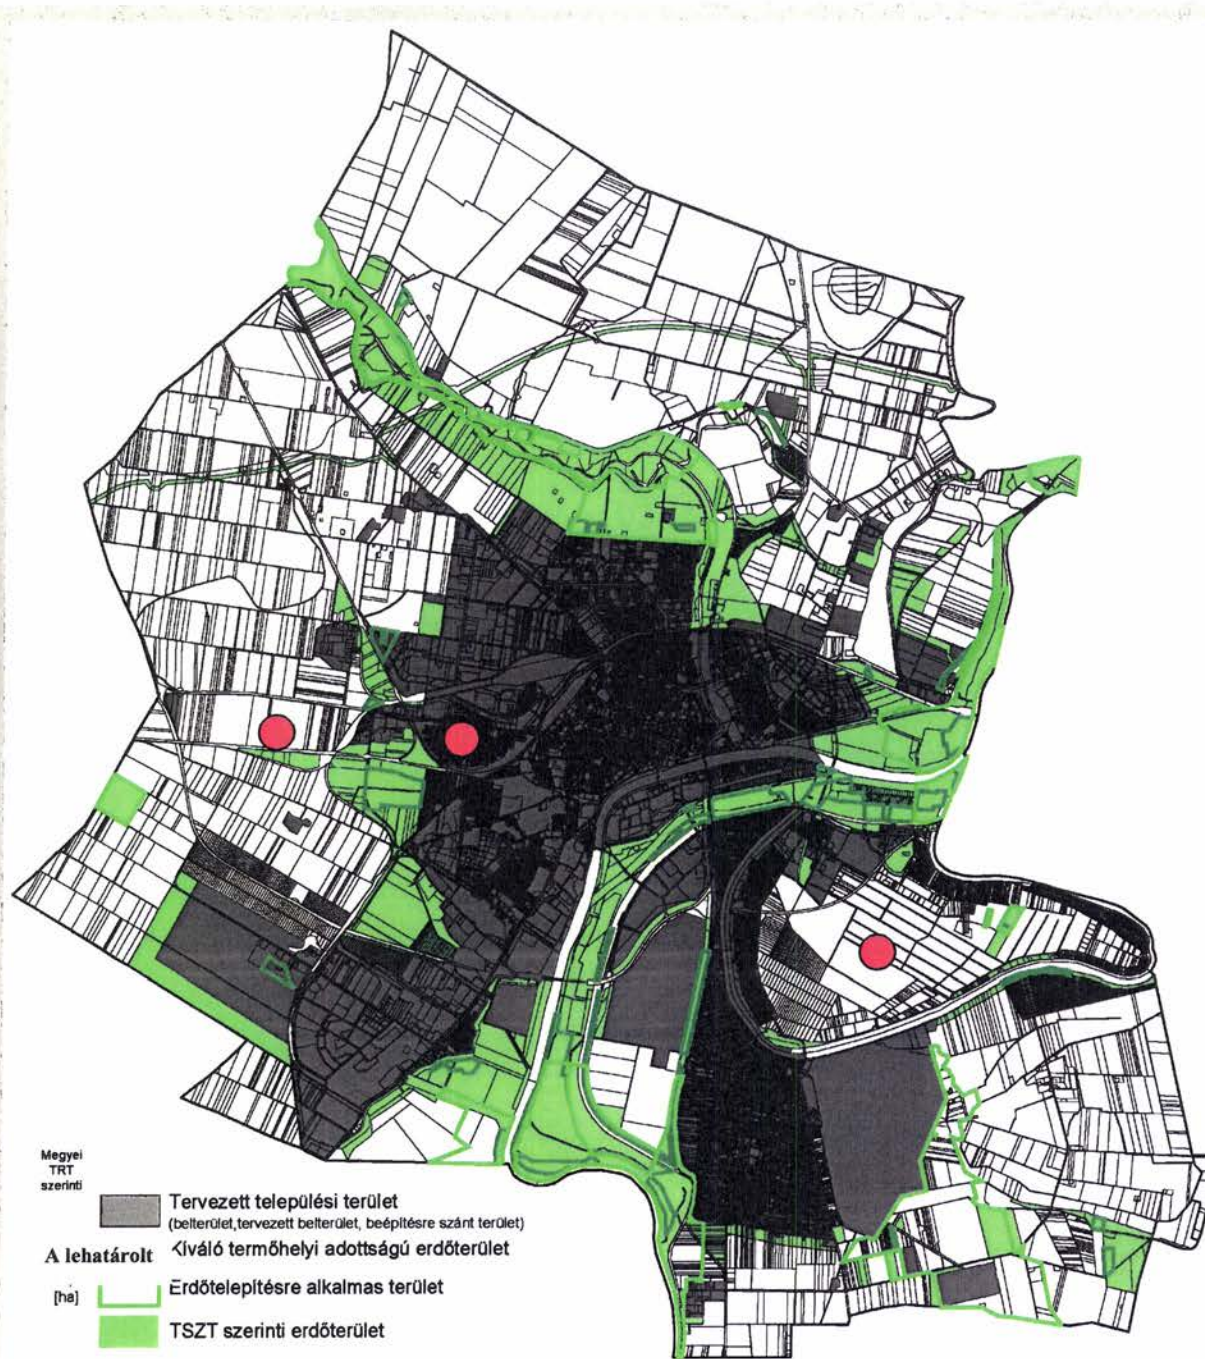 Megyei
TRT
szerinti
Tervezett települési terület
(belterület,tervezett belterület, beépítésre szánt terület)
A lehatárolt Kiváló termőhelyi adottságú erdőterület
[ha] Erdőtelepítésre alkalmas terület
TSZT szerinti erdőterület